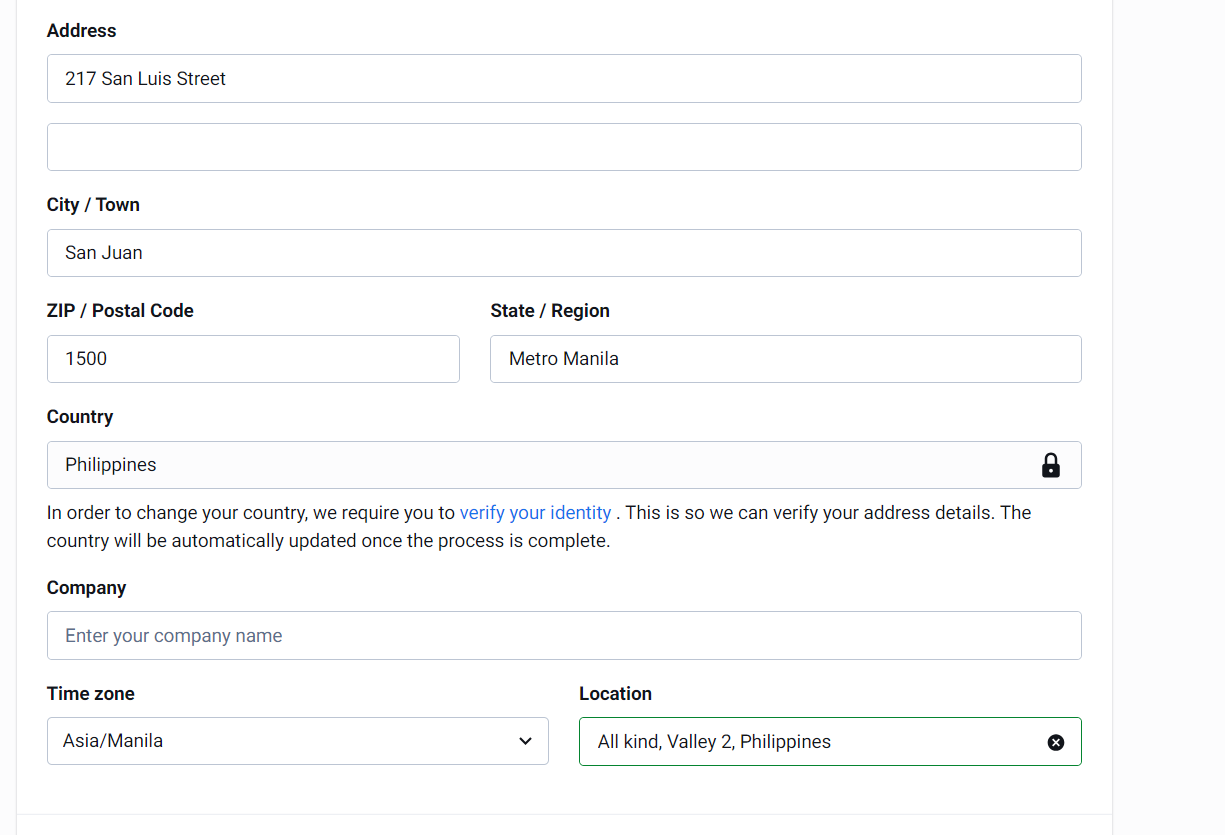 Address
217 San Luis Street
City / Town
San Juan
ZIP / Postal Code
State / Region
1500
Metro Manila
Country
Philippines
In order to change your country, we require you to verify your identity . This is so we can verify your address details. The
country will be automatically updated once the process is complete.
Company
Enter your company name
Time zone
Location
Asia/Manila
All kind, Valley 2, Philippines